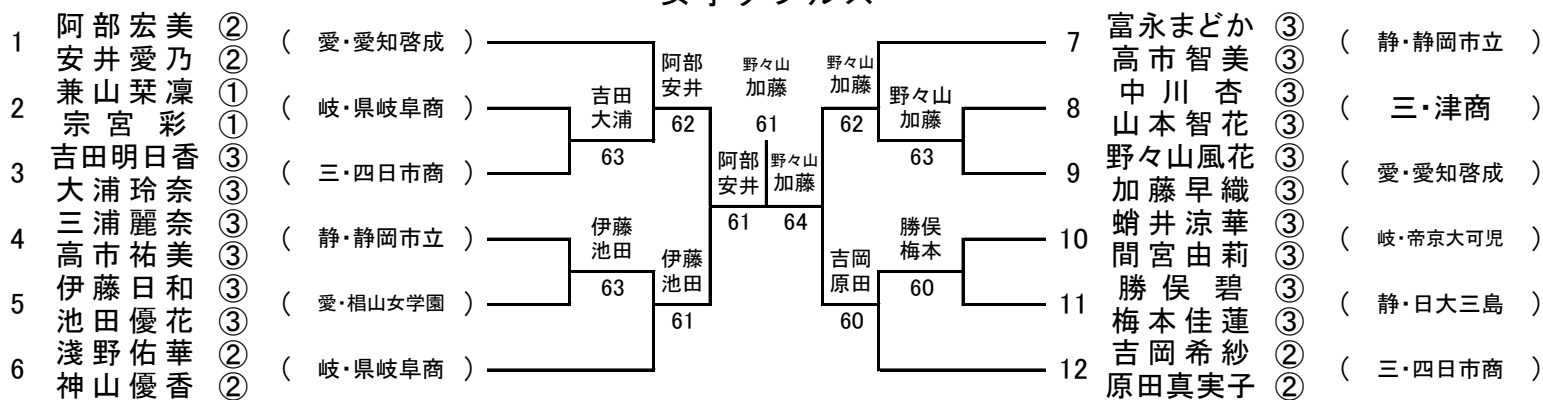 1 阿部宏美 ② 安井愛乃 ② ( 愛・愛知啓成 )
2 兼山栞凜 ① 宗宮彩 ① ( 岐・県岐阜商 )
3 吉田明日香 ③ 大浦玲奈 ③ ( 三・四日市商 )
4 三浦麗奈 ③ 高市祐美 ③ ( 静・静岡市立 )
5 伊藤日和 ③ 池田優花 ③ ( 愛・椙山女学園 )
6 淺野佑華 ② 神山優香 ② ( 岐・県岐阜商 )
吉田
大浦
63
伊藤
池田
63
阿部
安井
62
伊藤
池田
61
阿部
安井
61
野々山
加藤
61
野々山
加藤
64
野々山
加藤
62
吉岡
原田
60
野々山
加藤
63
勝俣
梅本
60
7 富永まどか ③ 高市智美 ③ ( 静・静岡市立 )
8 中川杏 ③ 山本智花 ③ ( 三・津商 )
9 野々山風花 ③ 加藤早織 ③ ( 愛・愛知啓成 )
10 蛸井涼華 ③ 間宮由莉 ③ ( 岐・帝京大可児 )
11 勝俣碧 ③ 梅本佳蓮 ③ ( 静・日大三島 )
12 吉岡希紗 ② 原田真実子 ② ( 三・四日市商 )